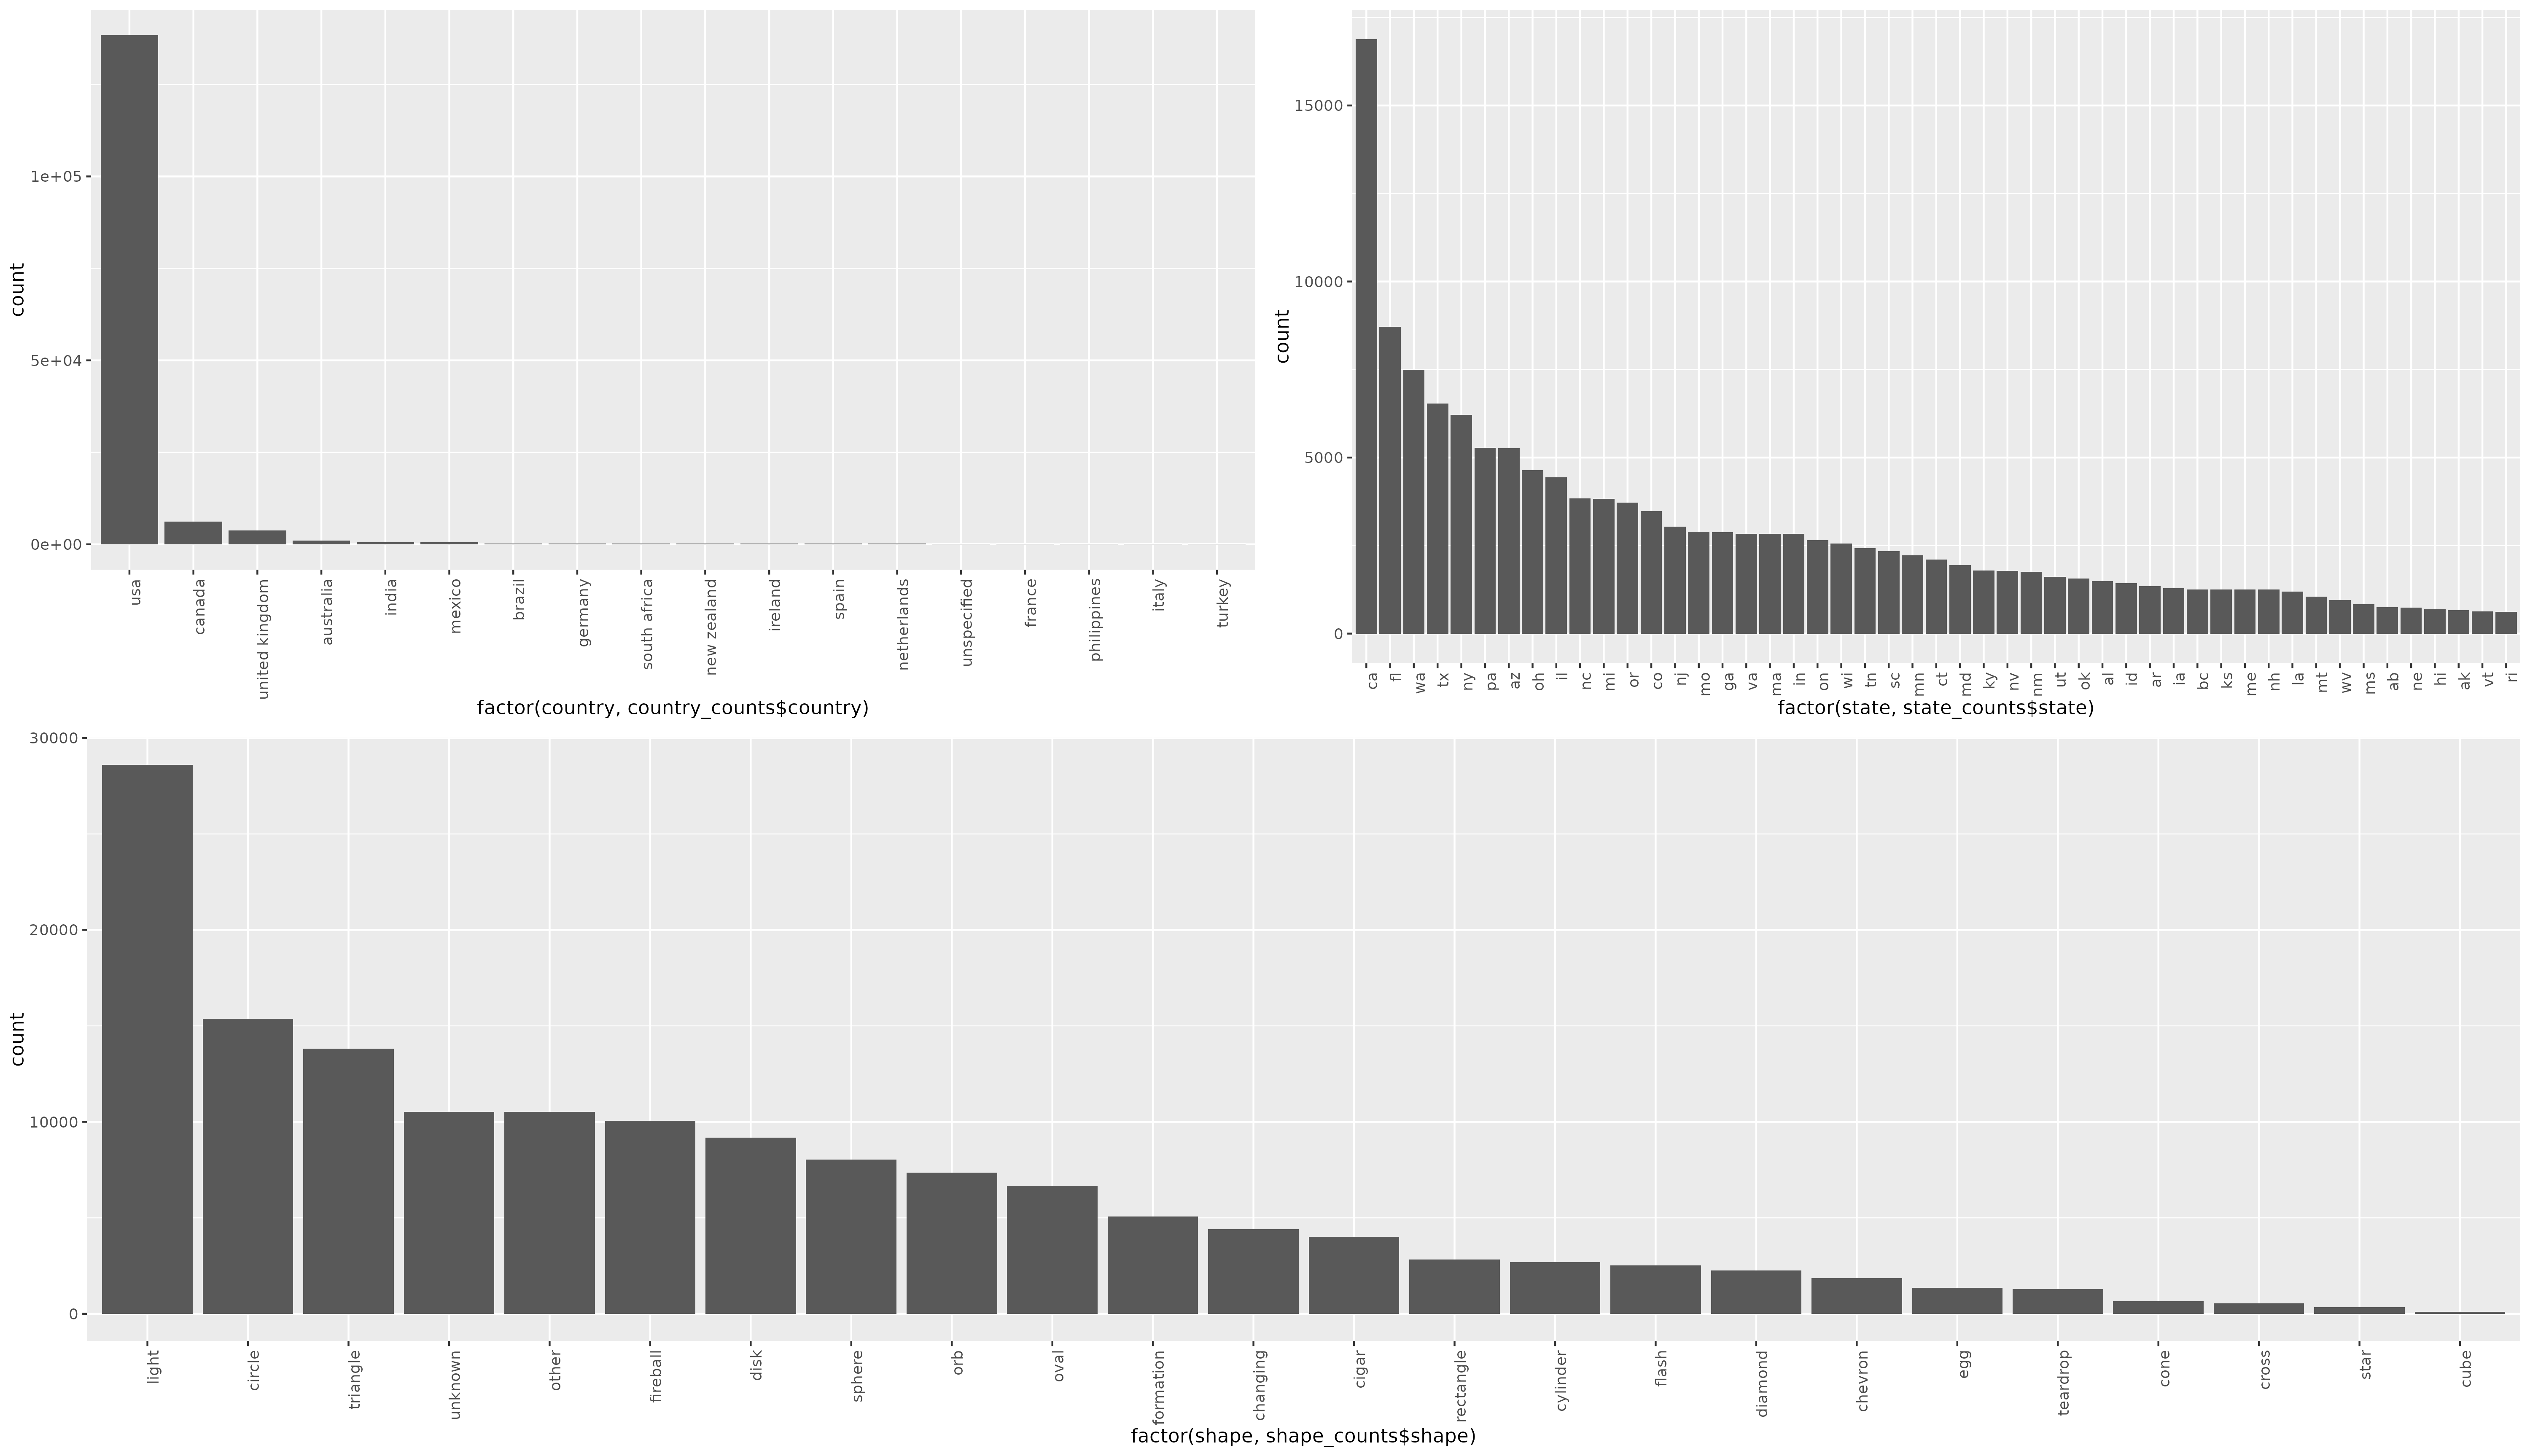 count
1e+05
5e+04
0e+00
usa
canada
united kingdom
australia
india
mexico
brazil
germany
south africa
new zealand
ireland
spain
netherlands
unspecified
france
philippines
italy
turkey
factor(country, country_counts$country)
count
15000
10000
5000
0
ca
fl
wa
tx
ny
pa
az
oh
il
nc
mi
or
co
nj
mo
ga
va
ma
in
on
wi
tn
sc
mn
ct
md
ky
nv
nm
ut
ok
al
id
ar
ia
bc
ks
me
nh
la
mt
wv
ms
ab
ne
hi
ak
vt
ri
factor(state, state_counts$state)
count
30000
20000
10000
0
light
circle
triangle
unknown
other
fireball
disk
sphere
orb
oval
formation
changing
cigar
rectangle
cylinder
flash
diamond
chevron
egg
teardrop
cone
cross
star
cube
factor(shape, shape_counts$shape)